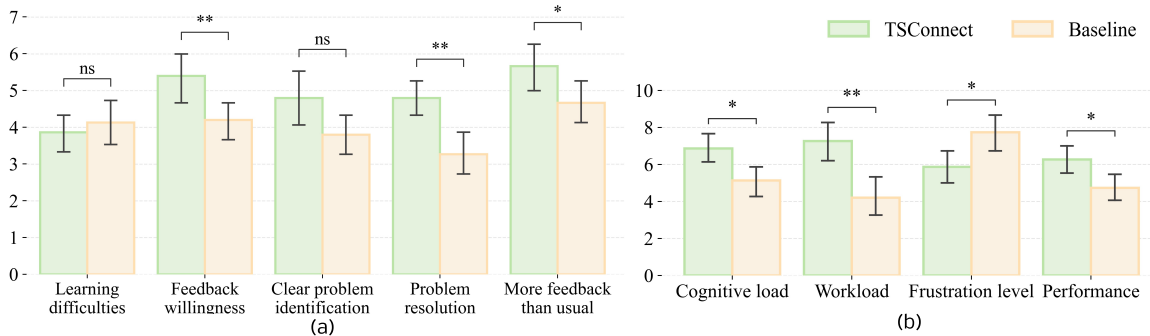 7
6
5
4
3
2
1
0
ns
**
ns
**
*
Learning
difficulties
Feedback
willingness
Clear problem
identification
Problem
resolution
More feedback
than usual
(a)
TSConnect
Baseline
10
8
6
4
2
0
*
**
*
*
Cognitive load
Workload
Frustration level
Performance
(b)